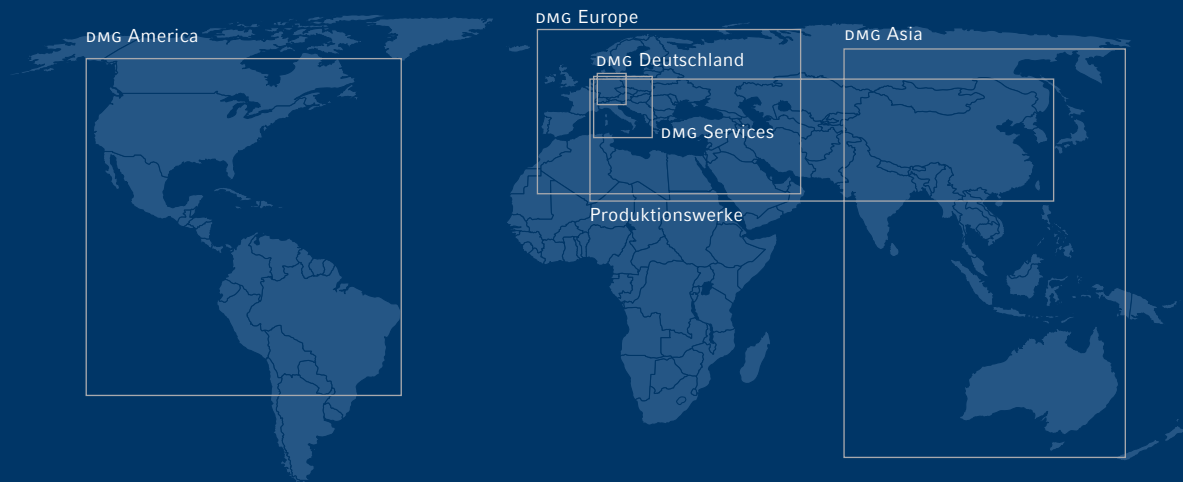 DMG Europe
DMG America
DMG Asia
DMG Deutschland
DMG Services
Produktionswerke